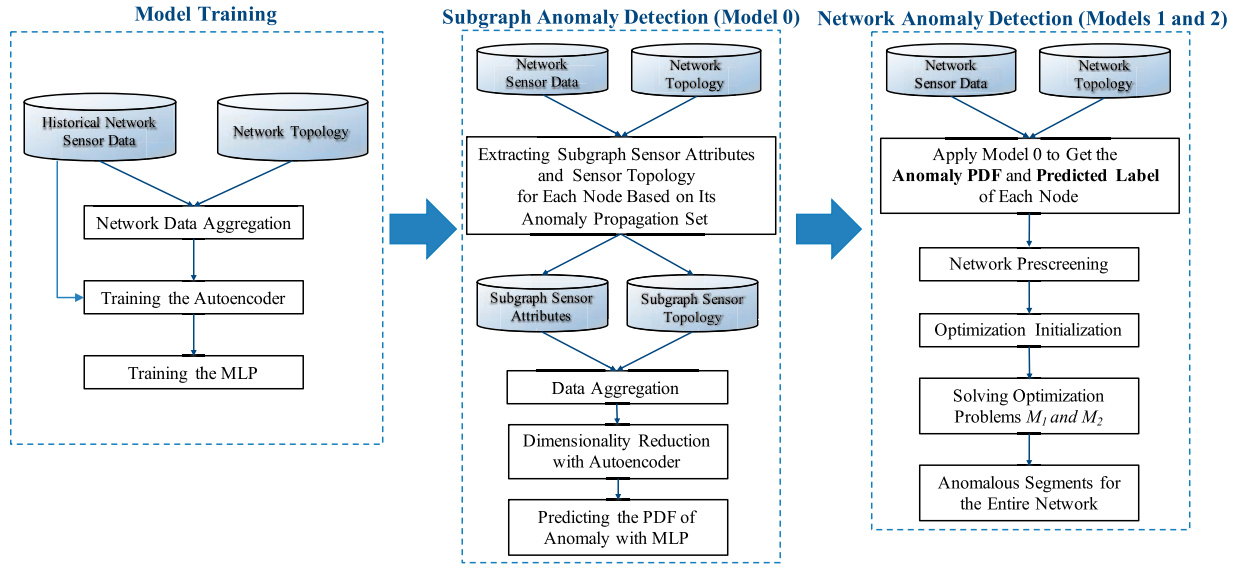 Model Training
Historical Network
Sensor Data
Network Topology
Network Data Aggregation
Training the Autoencoder
Training the MLP
Subgraph Anomaly Detection (Model 0)
Network
Sensor Data
Network
Topology
Extracting Subgraph Sensor Attributes
and Sensor Topology
for Each Node Based on Its
Anomaly Propagation Set
Subgraph Sensor
Attributes
Subgraph Sensor
Topology
Data Aggregation
Dimensionality Reduction
with Autoencoder
Predicting the PDF of
Anomaly with MLP
Network Anomaly Detection (Models 1 and 2)
Network
Sensor Data
Network
Topology
Apply Model 0 to Get the
Anomaly PDF and Predicted Label
of Each Node
Network Prescreening
Optimization Initialization
Solving Optimization
Problems M1 and M2
Anomalous Segments for
the Entire Network